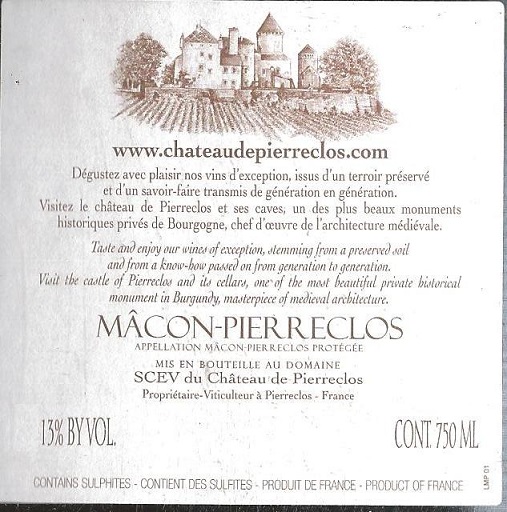 www.chateaudepierreclos.com
Dégustez avec plaisir nos vins d'exception, issus d'un terroir préservé
et d'un savoir-faire transmis de génération en génération.
Visitez le château de Pierreclos et ses caves, un des plus beaux monuments
historiques privés de Bourgogne, chef d'œuvre de l'architecture médiévale.
Taste and enjoy our wines of exception, stemming from a preserved soil
and from a know-how passed on from generation to generation.
Visit the castle of Pierreclos and its cellars, one of the most beautiful private historical
monument in Burgundy, masterpiece of medieval architecture.
MÂCON-PIERRECLOS
APPELLATION MÂCON-PIERRECLOS PROTÉGÉE
MIS EN BOUTEILLE AU DOMAINE
SCEV du Château de Pierreclos
Propriétaire-Viticulteur à Pierreclos - France
13% BY VOL.
CONT. 750 ML
CONTAINS SULPHITES - CONTIENT DES SULFITES - PRODUIT DE FRANCE - PRODUCT OF FRANCE
LMP 01